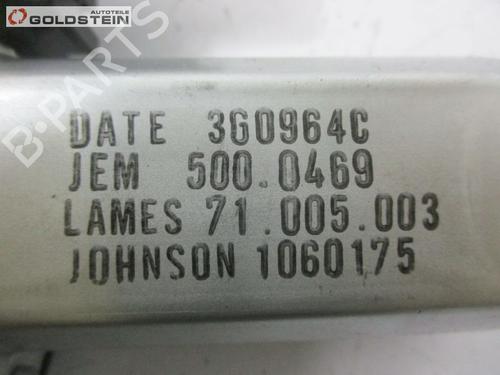 AUTOTEILE
GOLDSTEIN
B-PARTS
DATE 3G0964C
JEM 500.0469
LAMES 71.005.003
JOHNSON 1060175